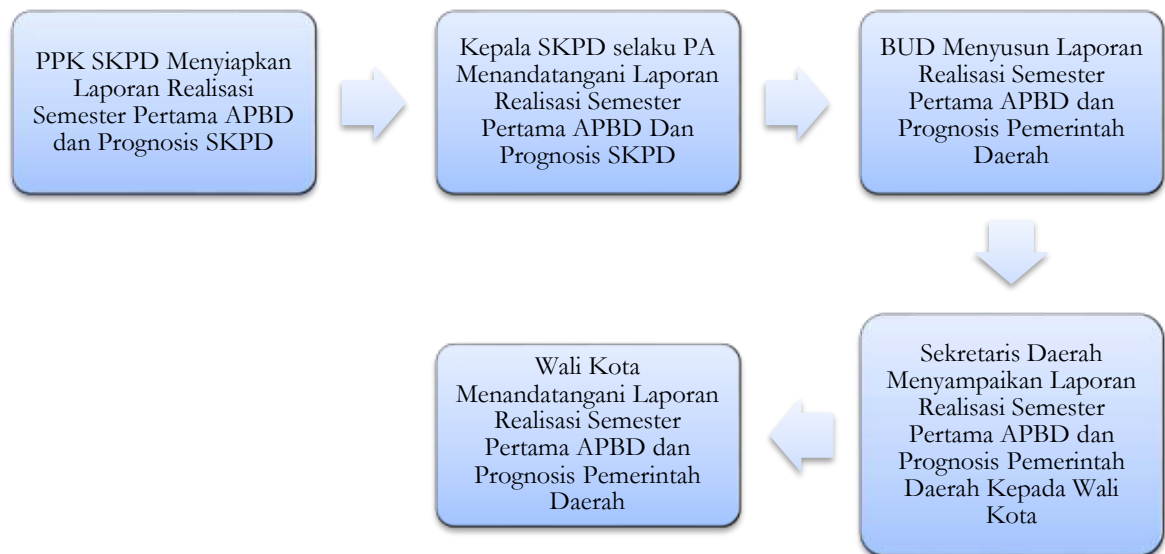 PPK SKPD Menyiapkan
Laporan Realisasi
Semester Pertama APBD
dan Prognosis SKPD
Kepala SKPD selaku PA
Menandatangani Laporan
Realisasi Semester
Pertama APBD Dan
Prognosis SKPD
BUD Menyusun Laporan
Realisasi Semester
Pertama APBD dan
Prognosis Pemerintah
Daerah
Sekretaris Daerah
Menyampaikan Laporan
Realisasi Semester
Pertama APBD dan
Prognosis Pemerintah
Daerah Kepada Wali
Kota
Wali Kota
Menandatangani Laporan
Realisasi Semester
Pertama APBD dan
Prognosis Pemerintah
Daerah